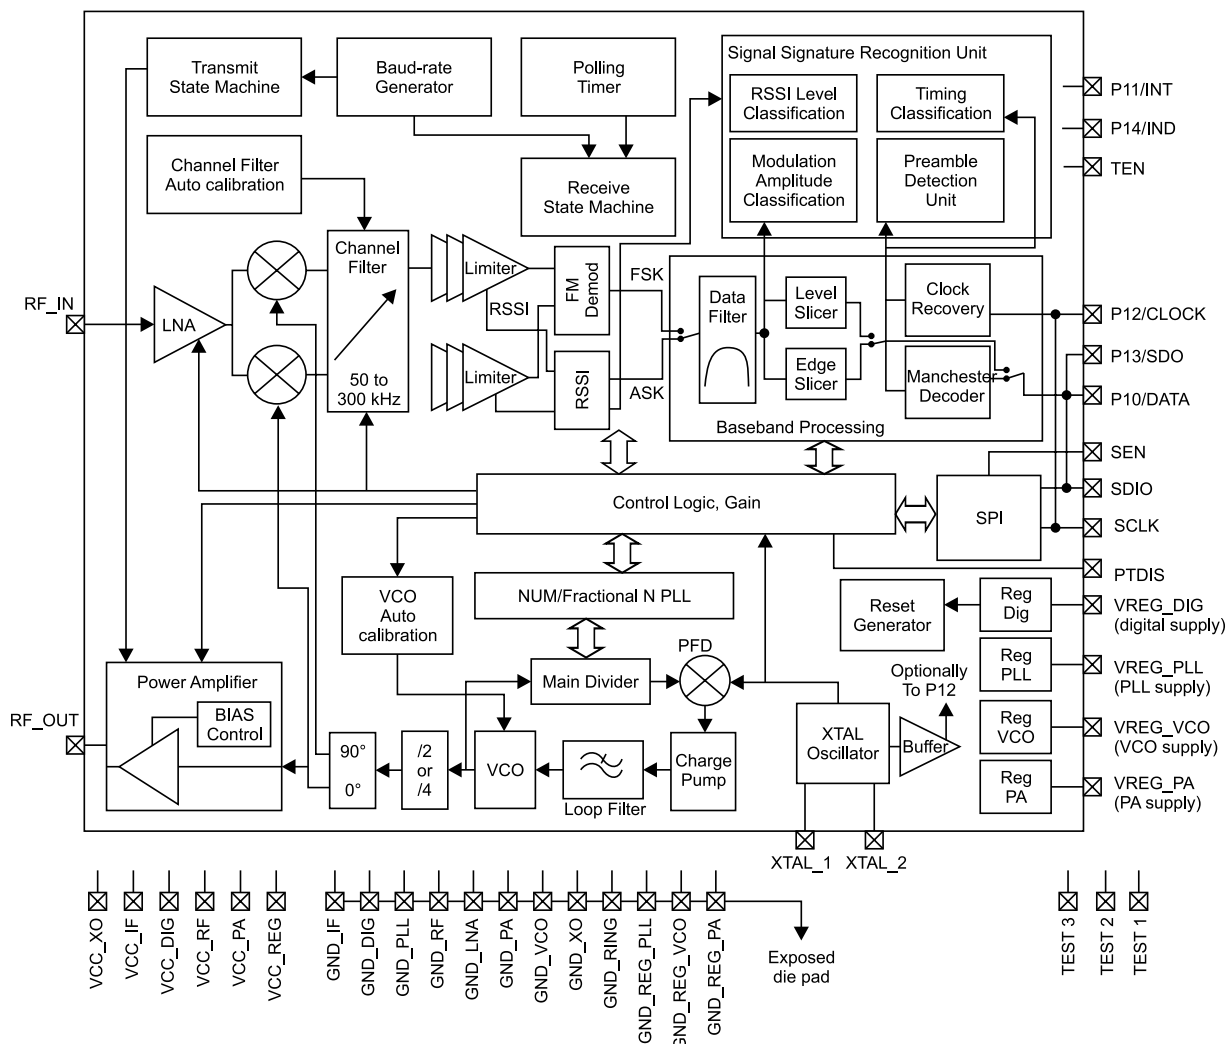 Transmit
State Machine
Baud-rate
Generator
Polling
Timer
Signal Signature Recognition Unit
RSSI Level
Classification
Timing
Classification
Modulation
Amplitude
Classification
Preamble
Detection
Unit
P11/INT
P14/IND
TEN
Channel Filter
Auto calibration
Receive
State Machine
RF_IN
LNA
Channel
Filter
50 to
300 kHz
Limiter
RSSI
Limiter
FM
Demod
RSSI
FSK
ASK
Data
Filter
Level
Slicer
Edge
Slicer
Clock
Recovery
Manchester
Decoder
Baseband Processing
P12/CLOCK
P13/SDO
P10/DATA
SEN
SDIO
SCLK
PTDIS
Control Logic, Gain
SPI
VCO
Auto
calibration
NUM/Fractional N PLL
Reset
Generator
Reg
Dig
VREG_DIG
(digital supply)
Main Divider
PFD
Optionally
To P12
Reg
PLL
VREG_PLL
(PLL supply)
Power Amplifier
BIAS
Control
RF_OUT
90°
0°
/2
or
/4
VCO
Loop Filter
Charge
Pump
XTAL
Oscillator
Buffer
Reg
VCO
VREG_VCO
(VCO supply)
Reg
PA
VREG_PA
(PA supply)
XTAL_1
XTAL_2
VCC_XO
VCC_IF
VCC_DIG
VCC_RF
VCC_PA
VCC_REG
GND_IF
GND_DIG
GND_PLL
GND_RF
GND_LNA
GND_PA
GND_VCO
GND_XO
GND_RING
GND_REG_PLL
GND_REG_VCO
GND_REG_PA
Exposed
die pad
TEST 3
TEST 2
TEST 1